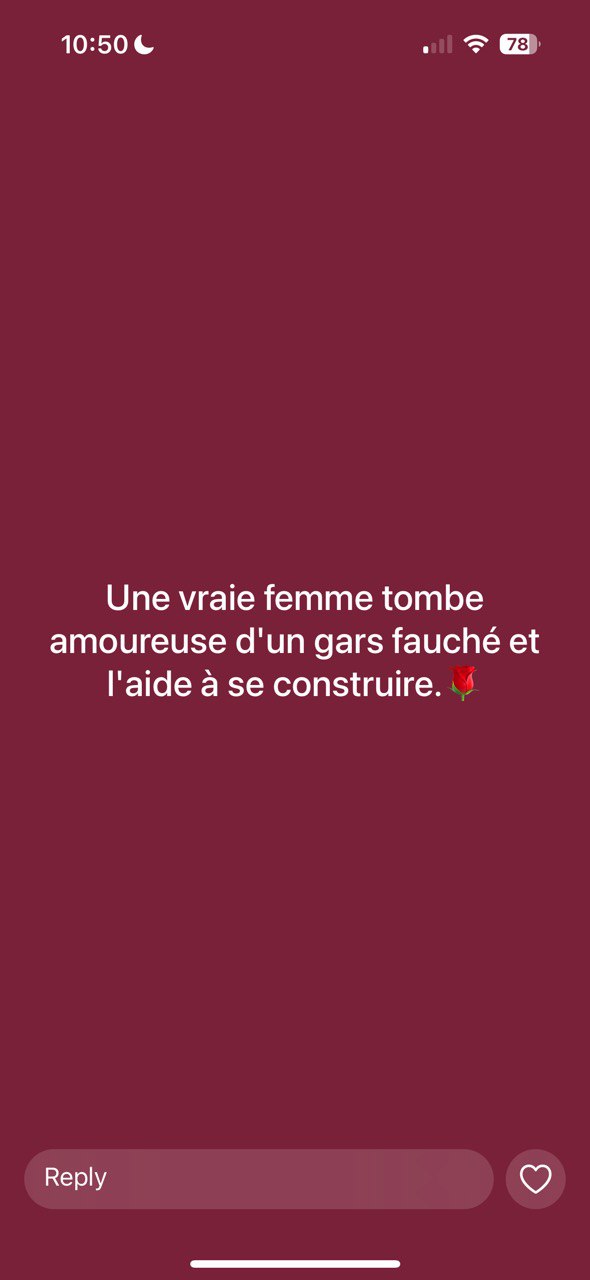 10:50
78
Une vraie femme tombe
amoureuse d'un gars fauché et
l'aide à se construire.🌹
Reply